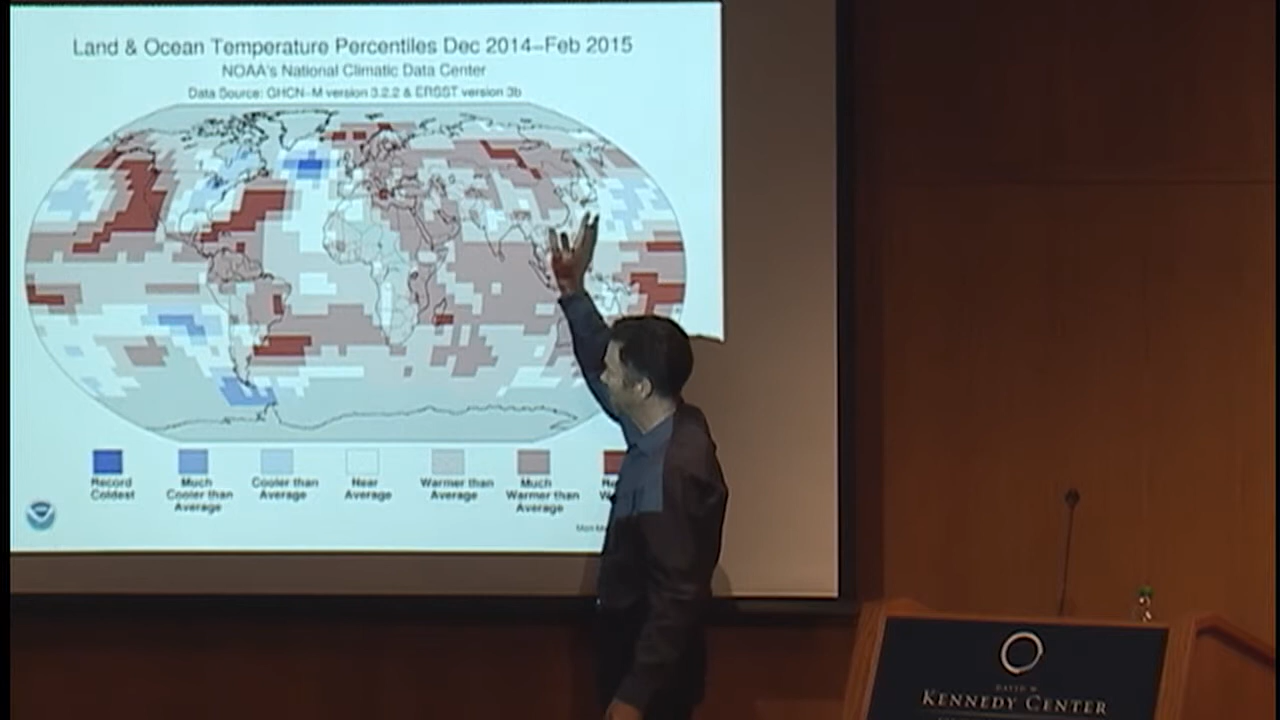 Land & Ocean Temperature Percentiles Dec 2014–Feb 2015
NOAA's National Climatic Data Center
Data Source: GHCN–M version 3.2.2 & ERSST version 3b
Record
Coldest
Much
Cooler than
Average
Cooler than
Average
Near
Average
Warmer than
Average
Much
Warmer than
Average
DAVID M.
KENNEDY CENTER